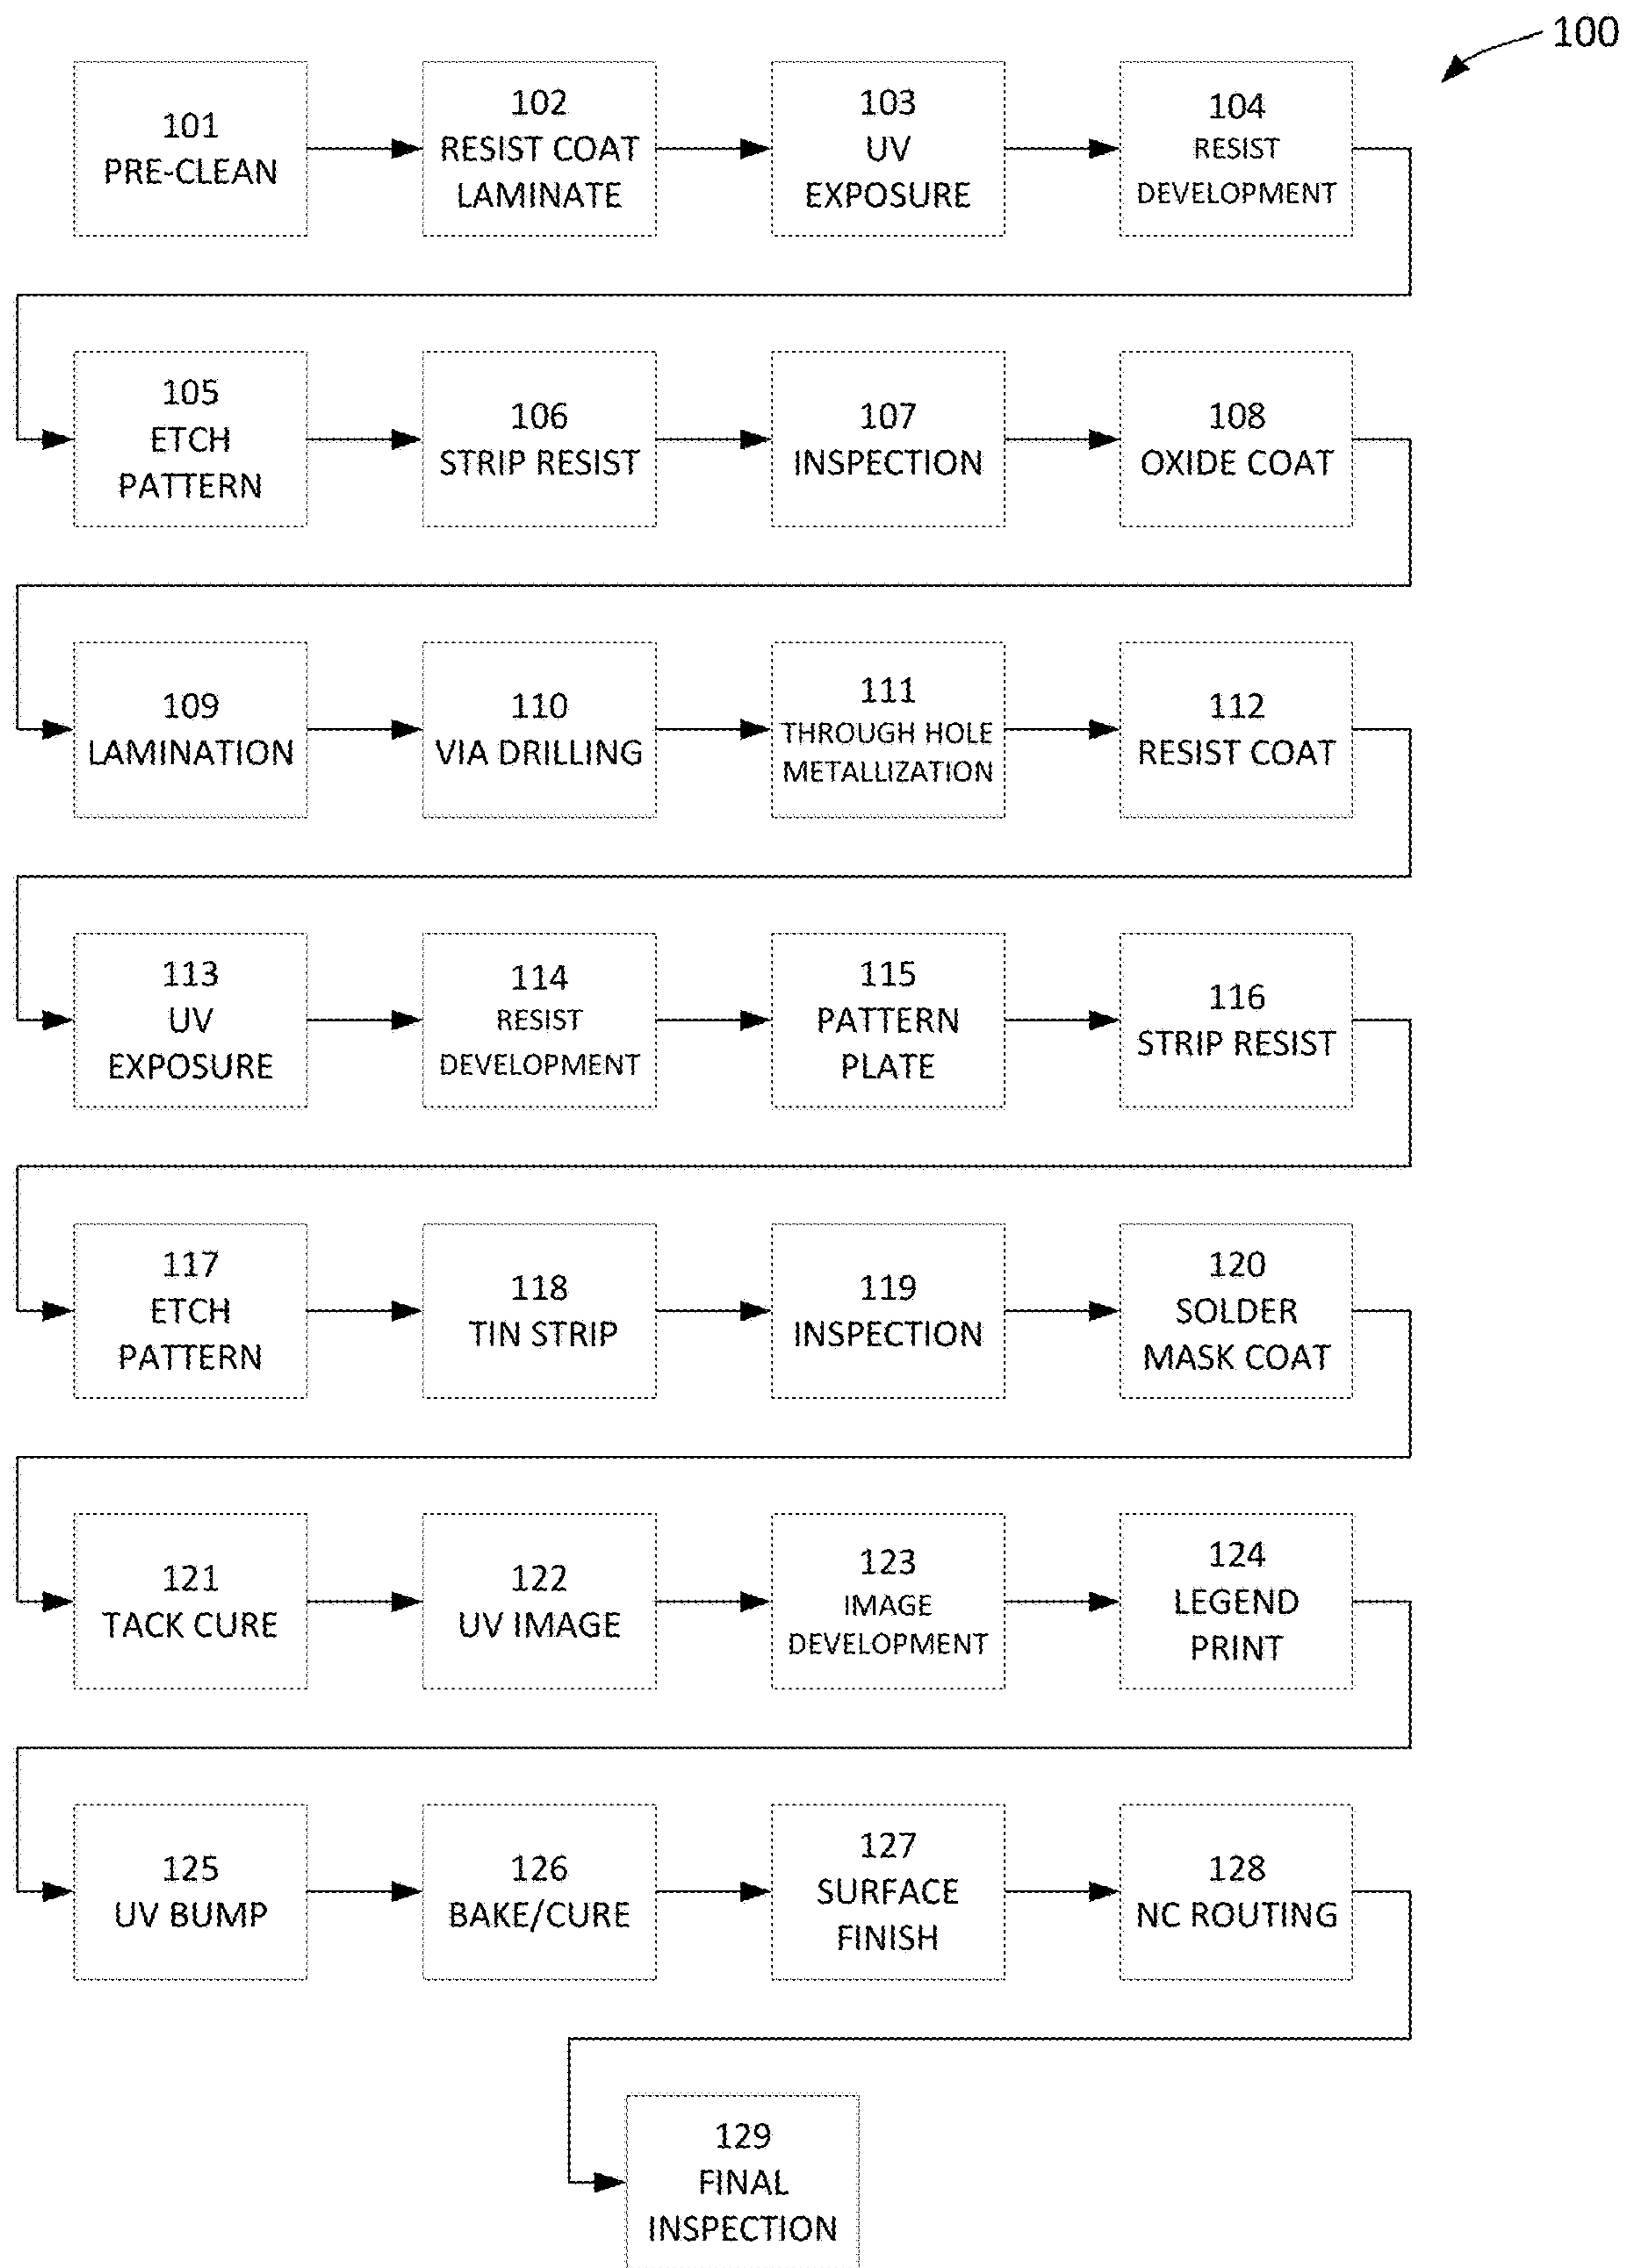 100
101
PRE-CLEAN
102
RESIST COAT
LAMINATE
103
UV
EXPOSURE
104
RESIST
DEVELOPMENT
105
ETCH
PATTERN
106
STRIP RESIST
107
INSPECTION
108
OXIDE COAT
109
LAMINATION
110
VIA DRILLING
111
THROUGH HOLE
METALLIZATION
112
RESIST COAT
113
UV
EXPOSURE
114
RESIST
DEVELOPMENT
115
PATTERN
PLATE
116
STRIP RESIST
117
ETCH
PATTERN
118
TIN STRIP
119
INSPECTION
120
SOLDER
MASK COAT
121
TACK CURE
122
UV IMAGE
123
IMAGE
DEVELOPMENT
124
LEGEND
PRINT
125
UV BUMP
126
BAKE/CURE
127
SURFACE
FINISH
128
NC ROUTING
129
FINAL
INSPECTION